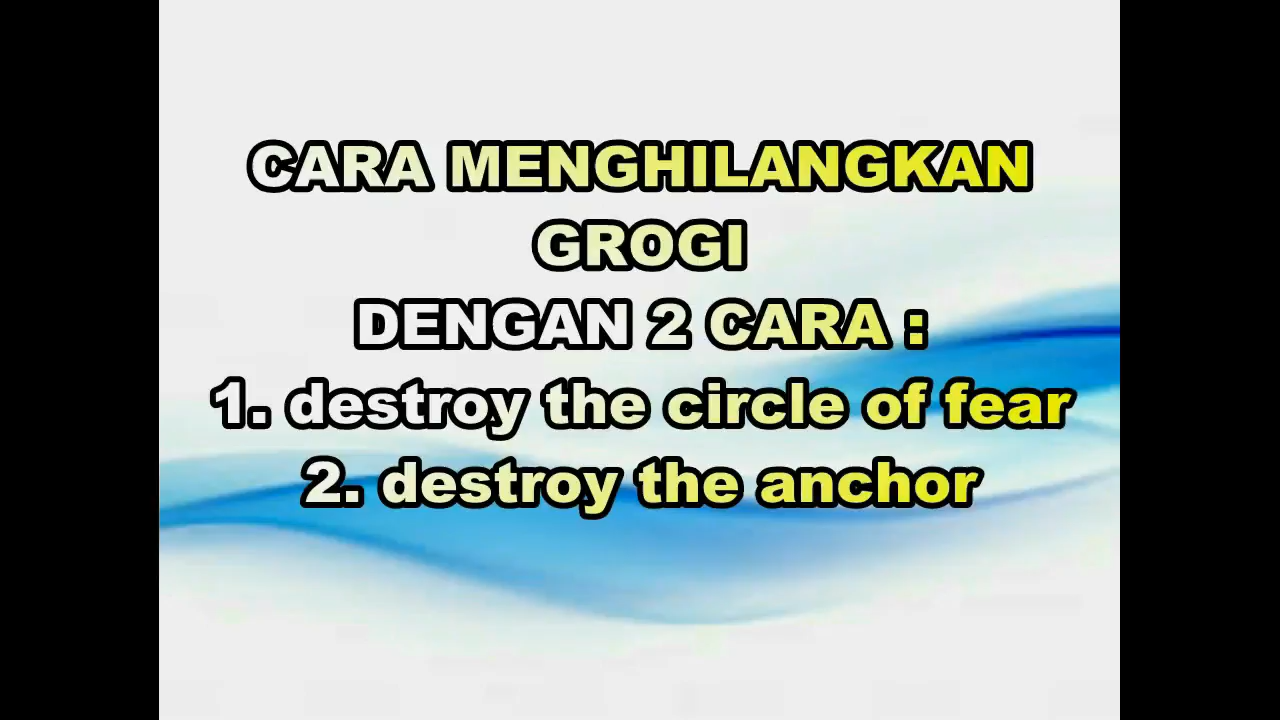 CARA MENGHILANGKAN
GROGI
DENGAN 2 CARA :
1. destroy the circle of fear
2. destroy the anchor